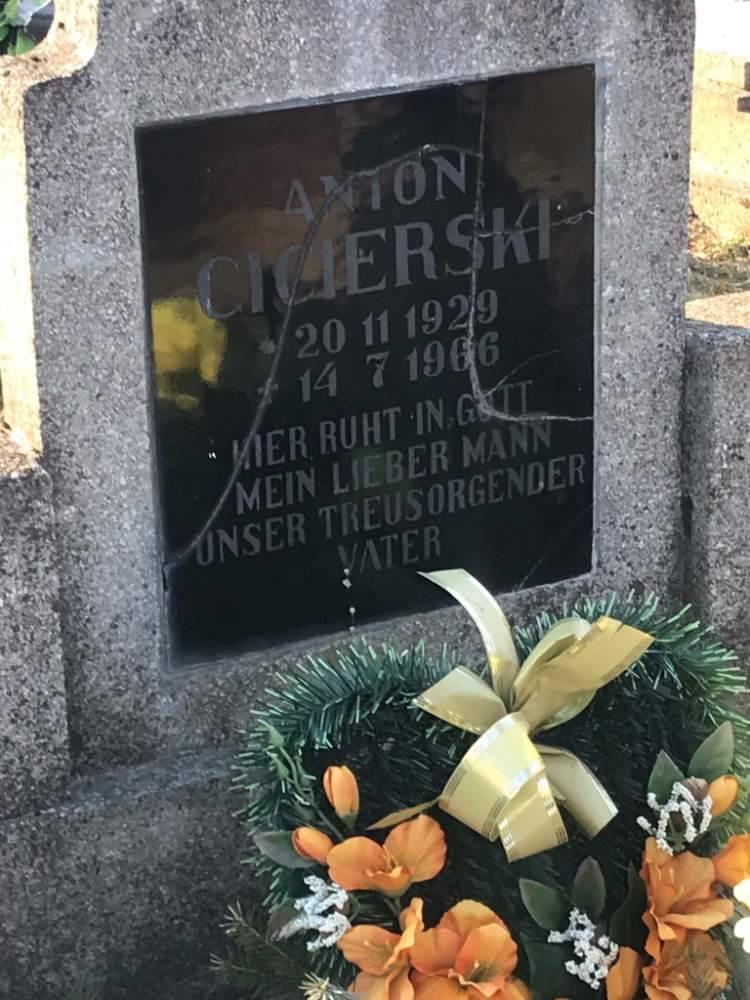 ANTON
CICIERSKI
* 20 11 1929
+ 14 7 1966
HIER RUHT IN GOTT
MEIN LIEBER MANN
UNSER TREUSORGENDER
VATER